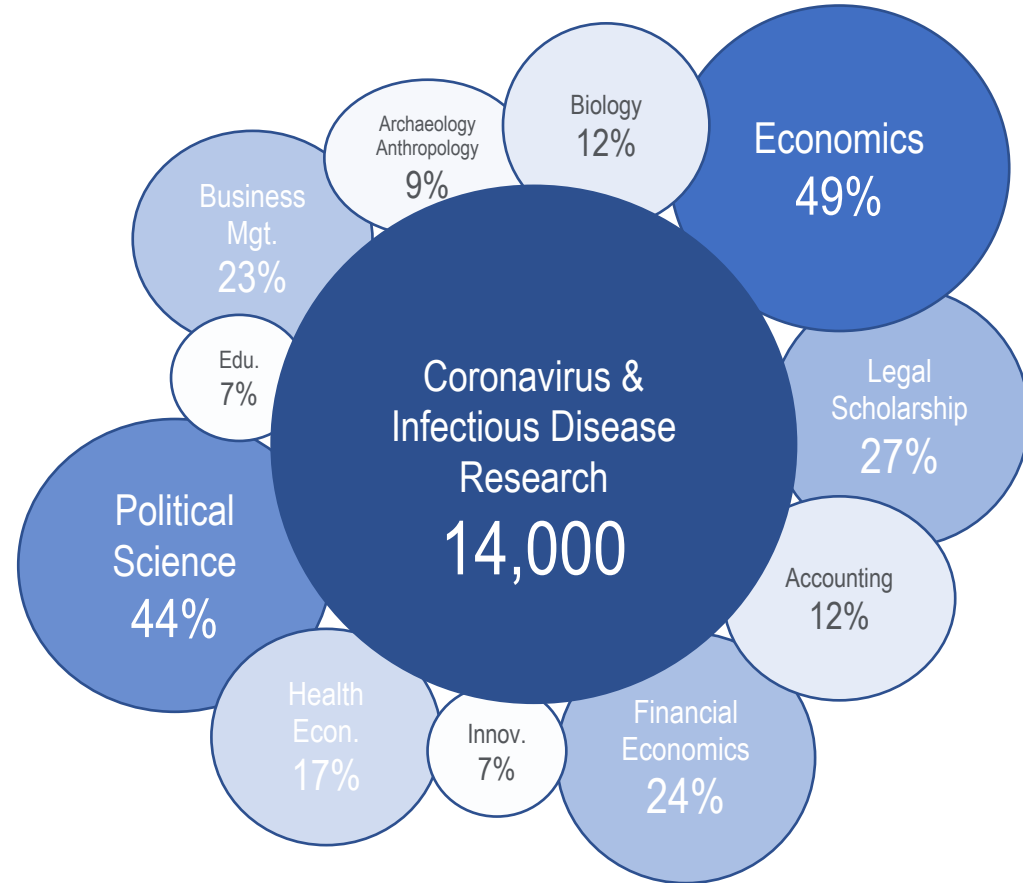 Biology
12%
Archaeology
Anthropology
9%
Economics
49%
Business
Mgt.
23%
Edu.
7%
Coronavirus &
Infectious Disease
Research
14,000
Legal
Scholarship
27%
Political
Science
44%
Accounting
12%
Health
Econ.
17%
Innov.
7%
Financial
Economics
24%